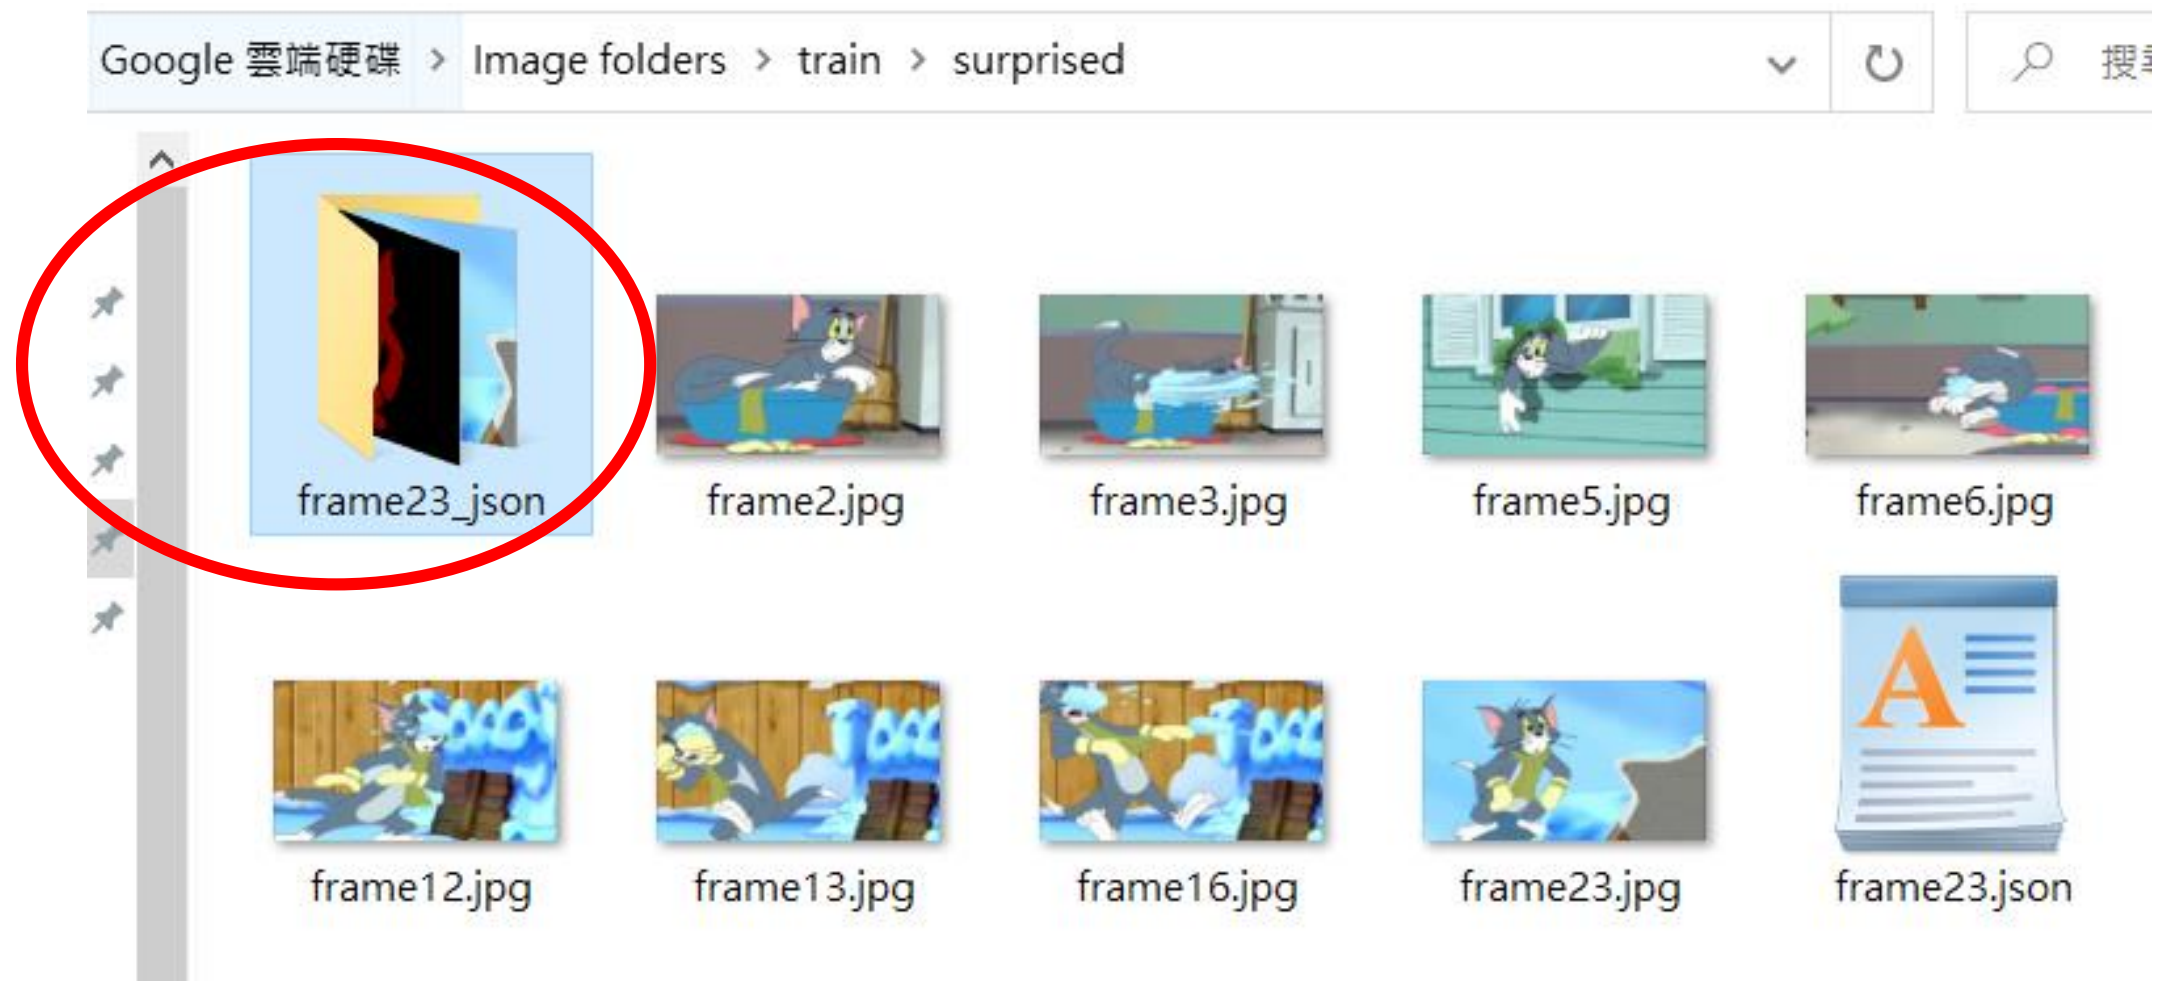 Google 雲端硬碟 > Image folders > train > surprised
frame23_json
frame2.jpg
frame3.jpg
frame5.jpg
frame6.jpg
A
frame12.jpg
frame13.jpg
frame16.jpg
frame23.jpg
frame23.json